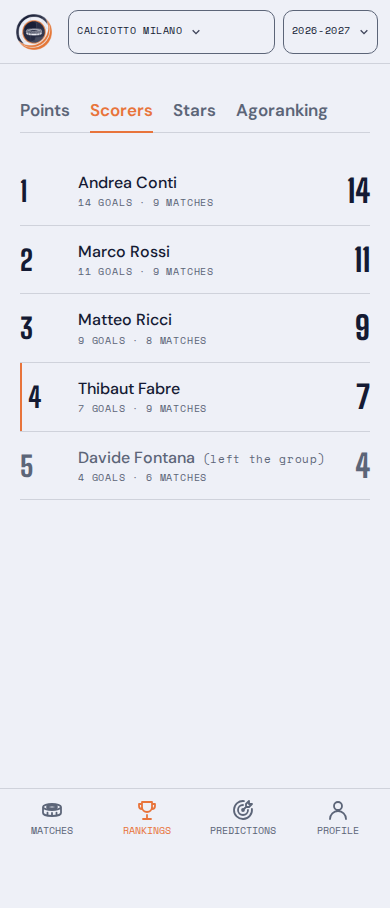 CALCIOTTO MILANO
2026-2027
Points Scorers Stars Agoranking
1 Andrea Conti 14
14 GOALS · 9 MATCHES
2 Marco Rossi 11
11 GOALS · 9 MATCHES
3 Matteo Ricci 9
9 GOALS · 8 MATCHES
4 Thibaut Fabre 7
7 GOALS · 9 MATCHES
5 Davide Fontana (left the group) 4
4 GOALS · 6 MATCHES
MATCHES RANKINGS PREDICTIONS PROFILE